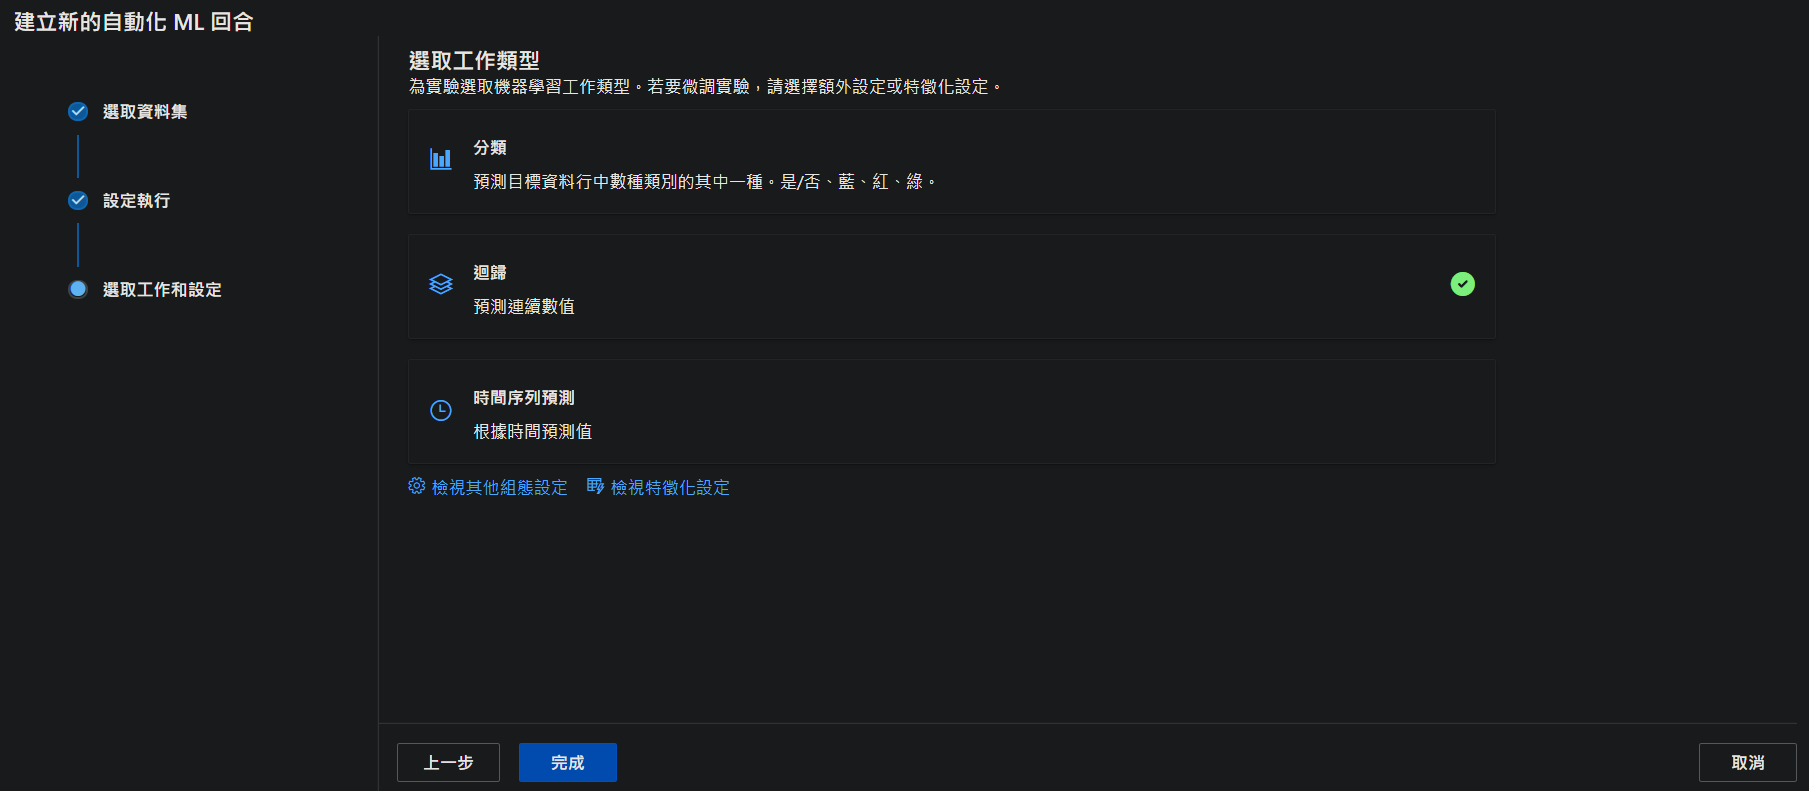 建立新的自動化 ML 回合
選取資料集
設定執行
選取工作和設定
選取工作類型
為實驗選取機器學習工作類型。若要微調實驗，請選擇額外設定或特徵化設定。
分類
預測目標資料行中數種類別的其中一種。是/否、藍、紅、綠。
迴歸
預測連續數值
時間序列預測
根據時間預測值
檢視其他組態設定 檢視特徵化設定
上一步 完成 取消